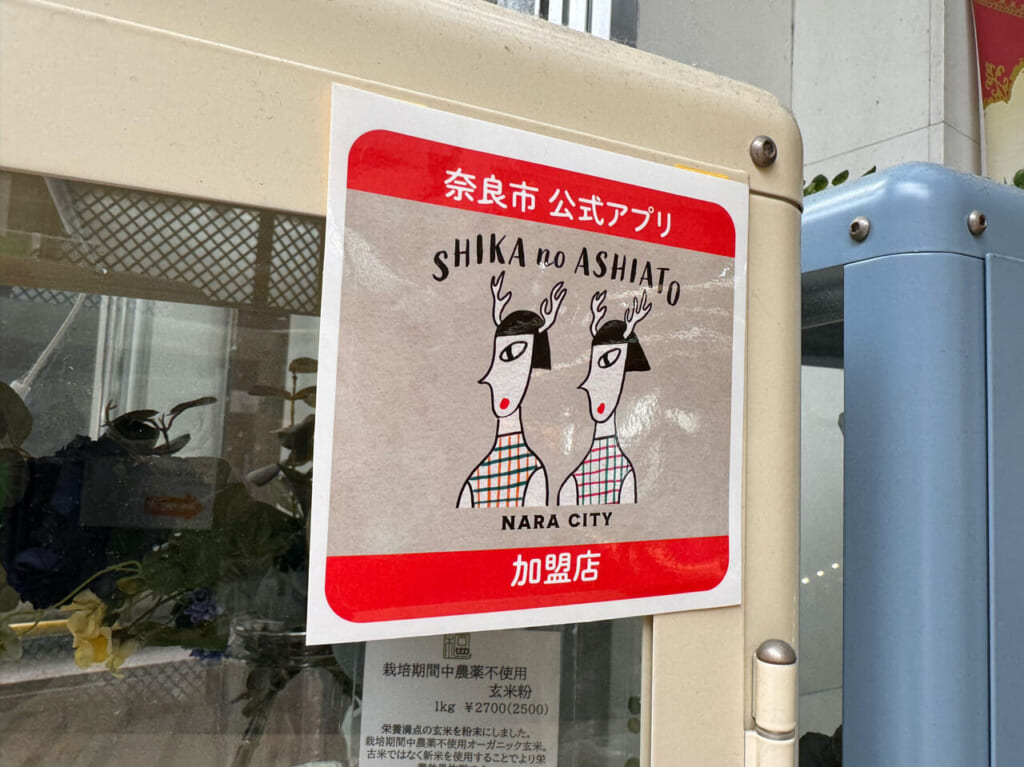 奈良市 公式アプリ
SHIKA no ASHIATO
NARA CITY
加盟店
栽培期間中農薬不使用
玄米粉
1kg ¥2700(2500)
栄養満点の玄米を粉末にしました。
栽培期間中農薬不使用オーガニック玄米。
古米ではなく新米を使用することでより栄